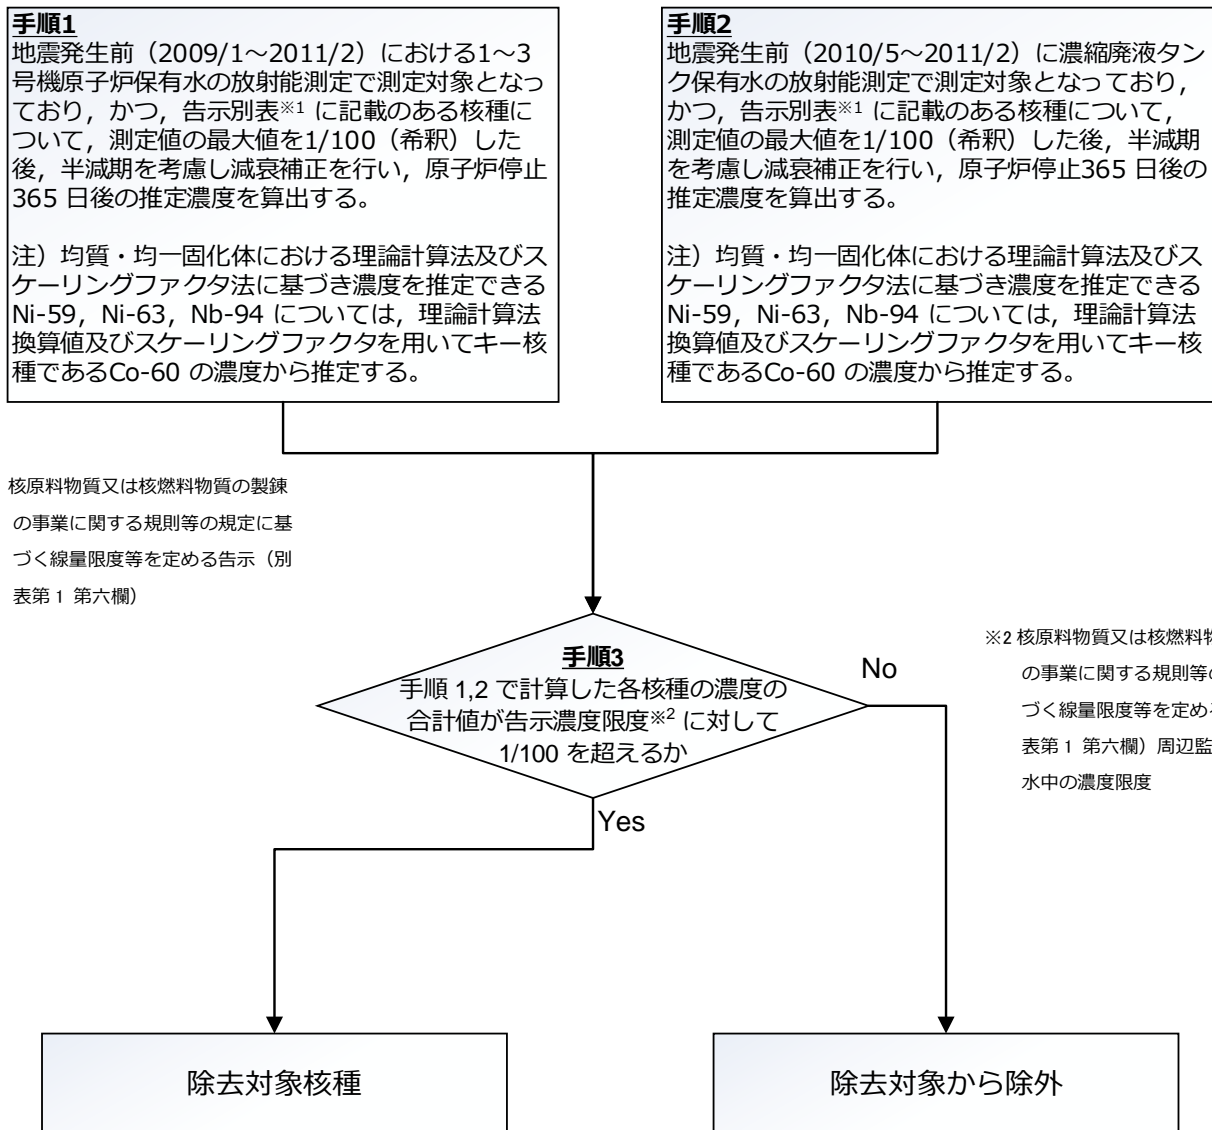 手順1
地震発生前（2009/1～2011/2）における1～3
号機原子炉保有水の放射能測定で測定対象となっ
ており，かつ，告示別表※1 に記載のある核種に
ついて，測定値の最大値を1/100（希釈）した
後，半減期を考慮し減衰補正を行い，原子炉停止
365 日後の推定濃度を算出する。
注）均質・均一固化体における理論計算法及びス
ケーリングファクタ法に基づき濃度を推定できる
Ni-59，Ni-63，Nb-94 については，理論計算法
換算値及びスケーリングファクタを用いてキー核
種であるCo-60 の濃度から推定する。
手順2
地震発生前（2010/5～2011/2）に濃縮廃液タン
ク保有水の放射能測定で測定対象となっており，
かつ，告示別表※1 に記載のある核種について，
測定値の最大値を1/100（希釈）した後，半減期
を考慮し減衰補正を行い，原子炉停止365 日後の
推定濃度を算出する。
注）均質・均一固化体における理論計算法及びス
ケーリングファクタ法に基づき濃度を推定できる
Ni-59，Ni-63，Nb-94 については，理論計算法
換算値及びスケーリングファクタを用いてキー核
種であるCo-60 の濃度から推定する。
核原料物質又は核燃料物質の製錬
の事業に関する規則等の規定に基
づく線量限度等を定める告示（別
表第 1 第六欄）
手順3
手順 1,2 で計算した各核種の濃度の
合計値が告示濃度限度※2 に対して
1/100 を超えるか
No
※2 核原料物質又は核燃料物
の事業に関する規則等の
づく線量限度等を定める
表第 1 第六欄）周辺監
水中の濃度限度
Yes
除去対象核種
除去対象から除外